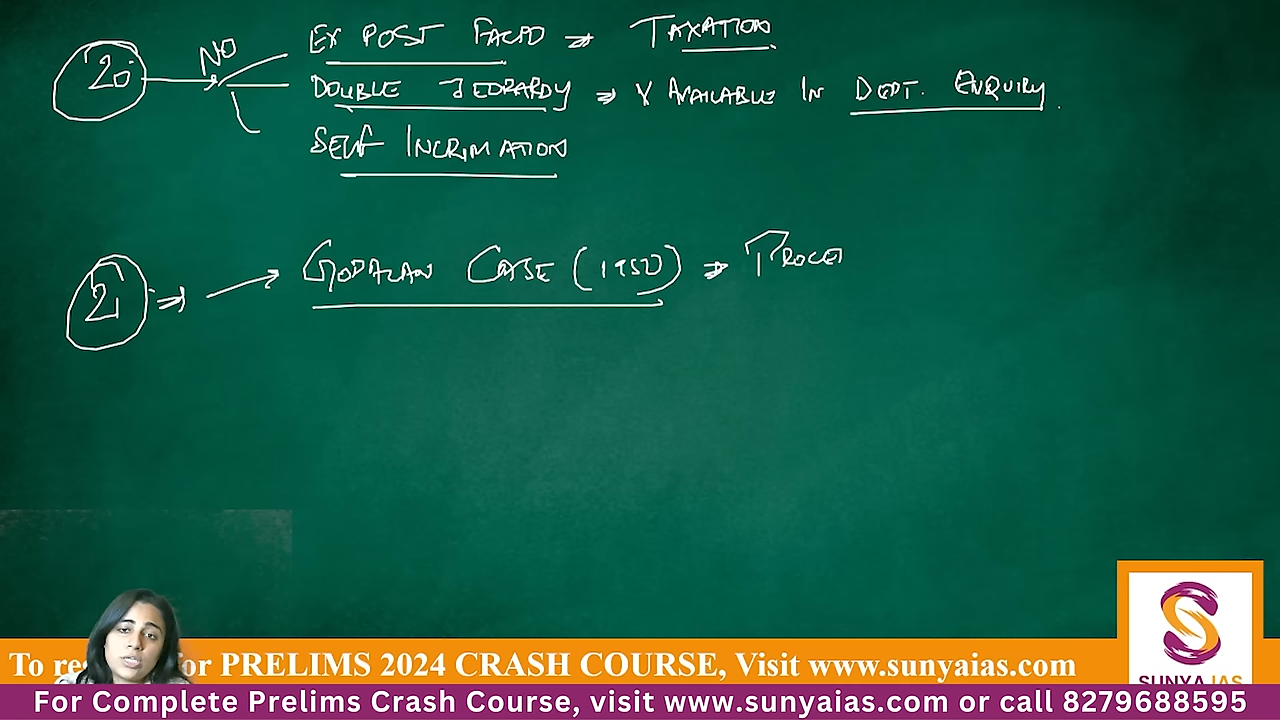 20 NO EX POST FACTO ⇒ TAXATION
DOUBLE JEOPARDY ⇒ X AVAILABLE IN DEPT. ENQUIRY.
SELF INCRIMATION
21 ⇒ GOPALAN CASE (1950) ⇒ PROCE
To res for PRELIMS 2024 CRASH COURSE, Visit www.sunyaias.com
SUNYA IAS
For Complete Prelims Crash Course, visit www.sunyaias.com or call 8279688595